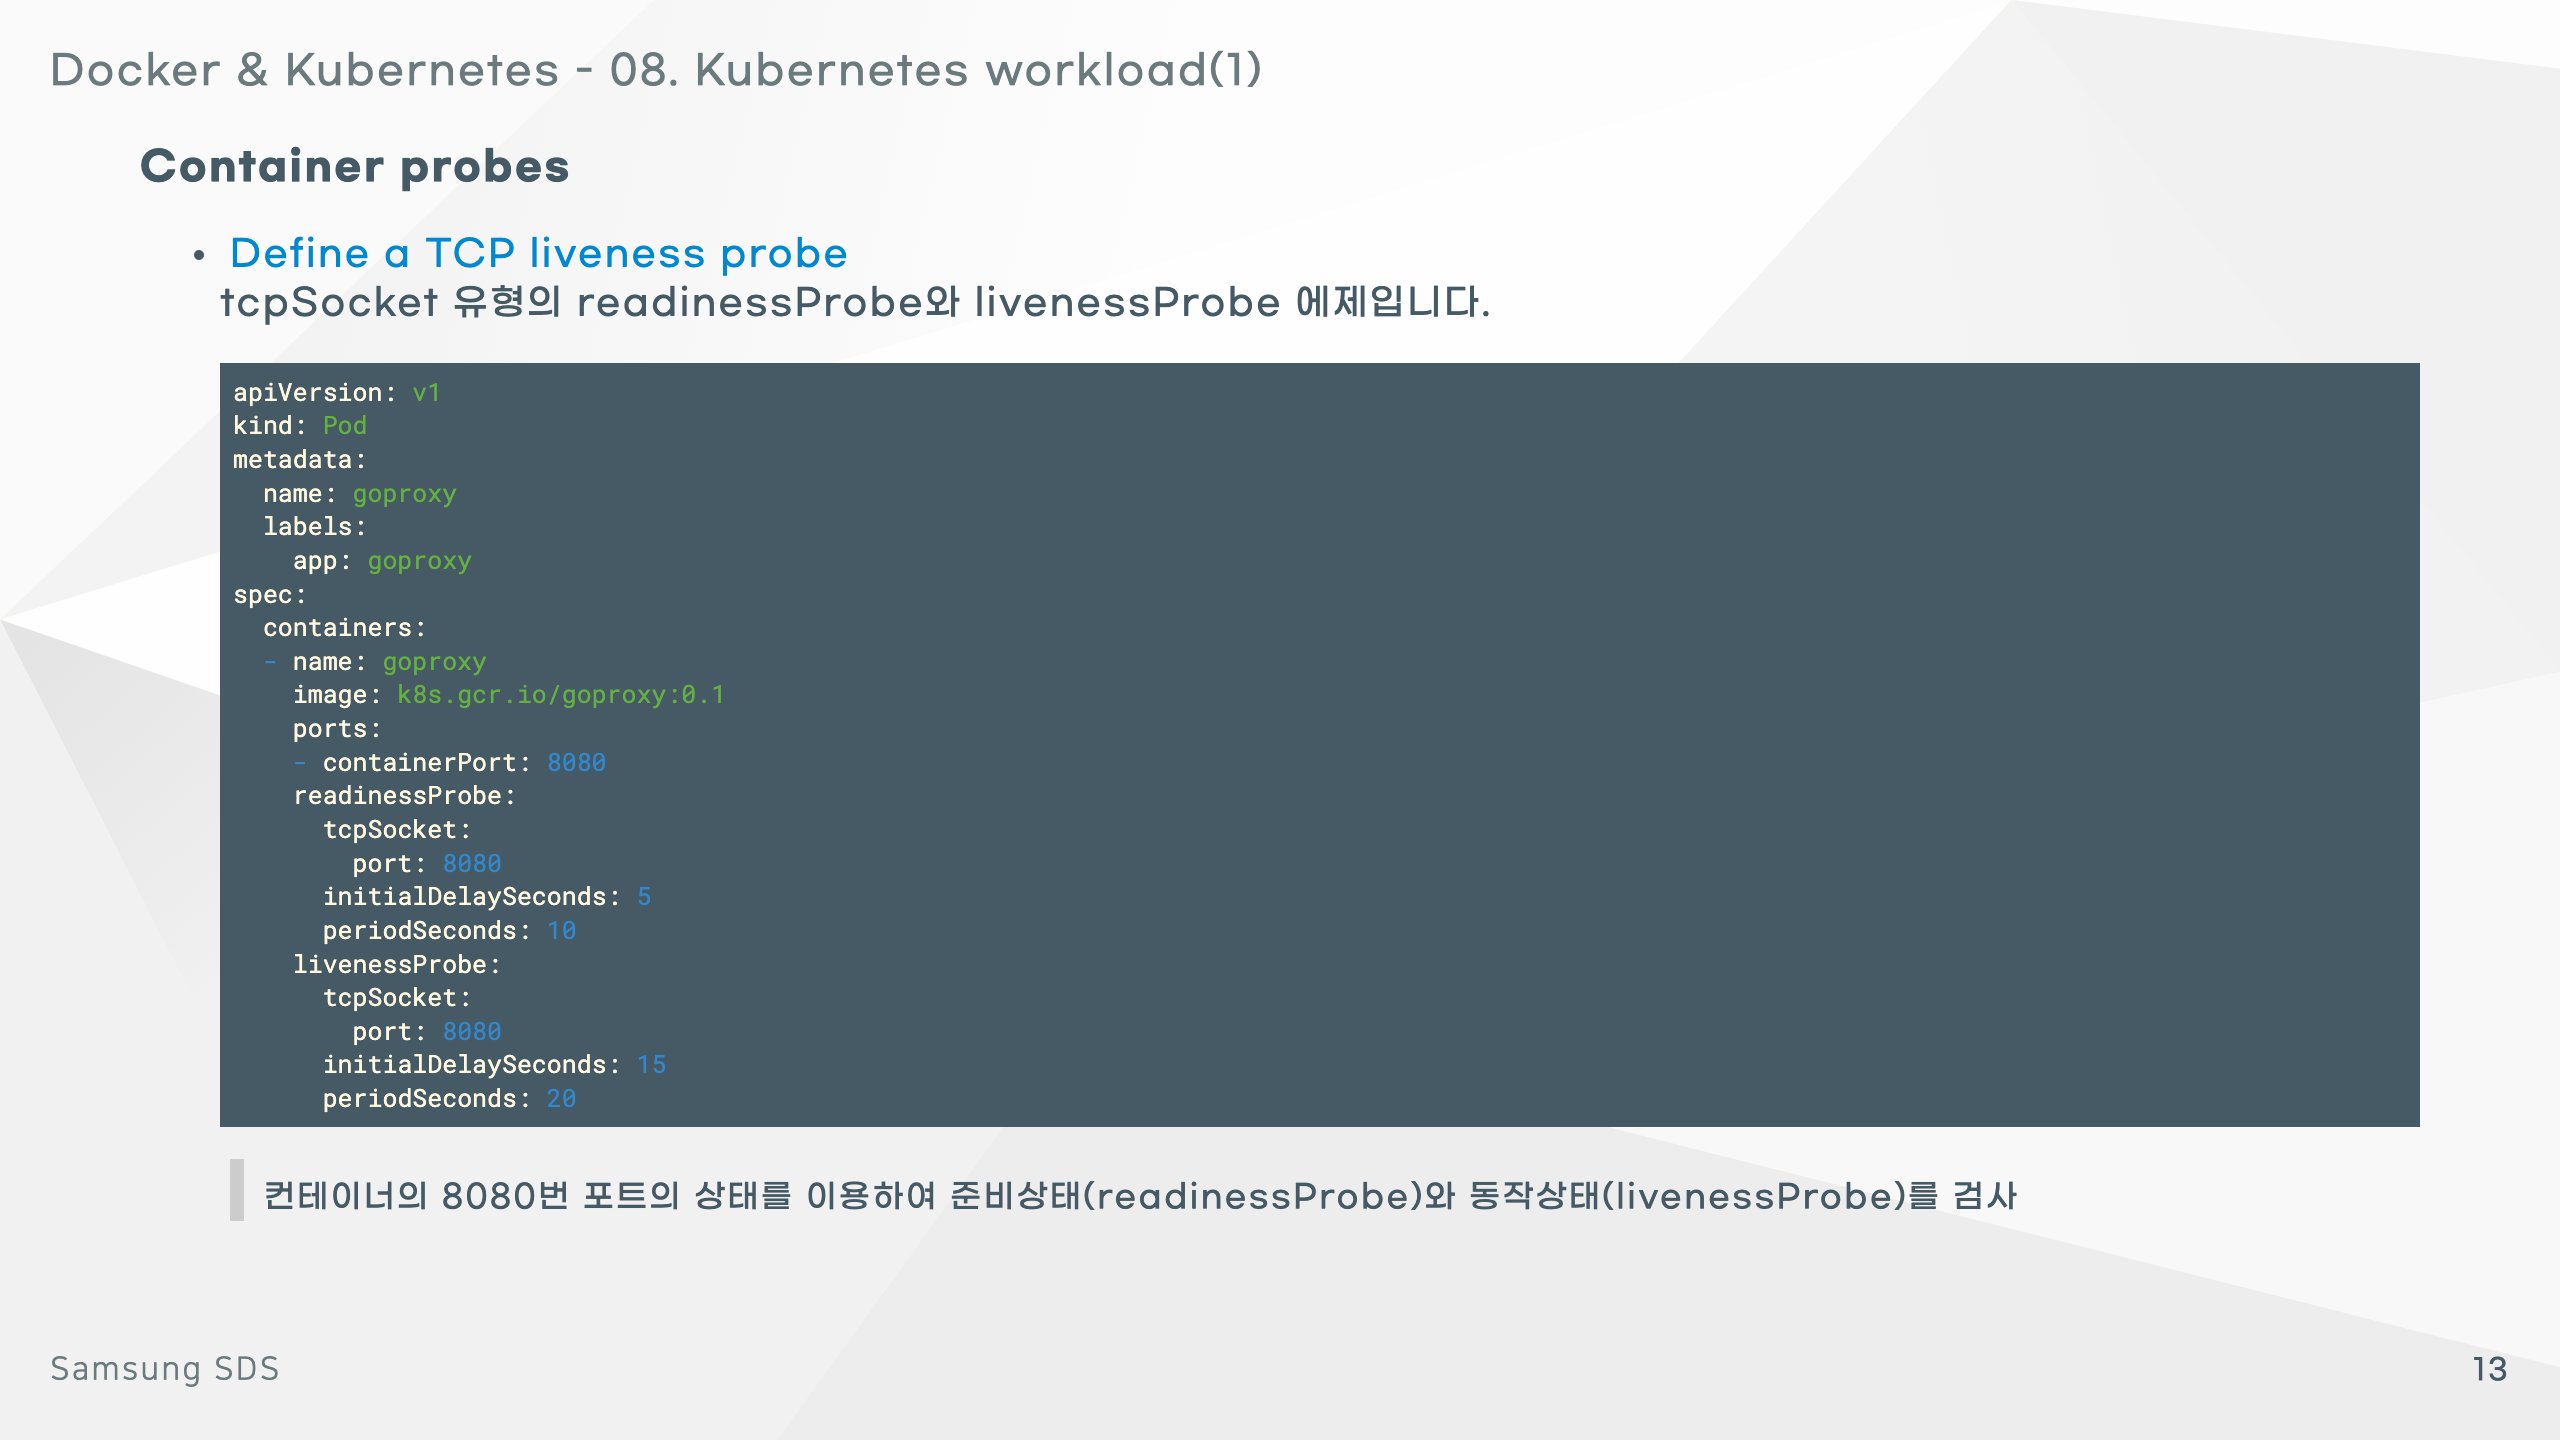 Docker & Kubernetes - 08. Kubernetes workload(1)
Container probes
• Define a TCP liveness probe
tcpSocket 유형의 readinessProbe와 livenessProbe 에제입니다.
apiVersion: v1
kind: Pod
metadata:
  name: goproxy
  labels:
    app: goproxy
spec:
  containers:
  - name: goproxy
    image: k8s.gcr.io/goproxy:0.1
    ports:
    - containerPort: 8080
    readinessProbe:
      tcpSocket:
        port: 8080
      initialDelaySeconds: 5
      periodSeconds: 10
    livenessProbe:
      tcpSocket:
        port: 8080
      initialDelaySeconds: 15
      periodSeconds: 20
컨테이너의 8080번 포트의 상태를 이용하여 준비상태(readinessProbe)와 동작상태(livenessProbe)를 검사
Samsung SDS
13